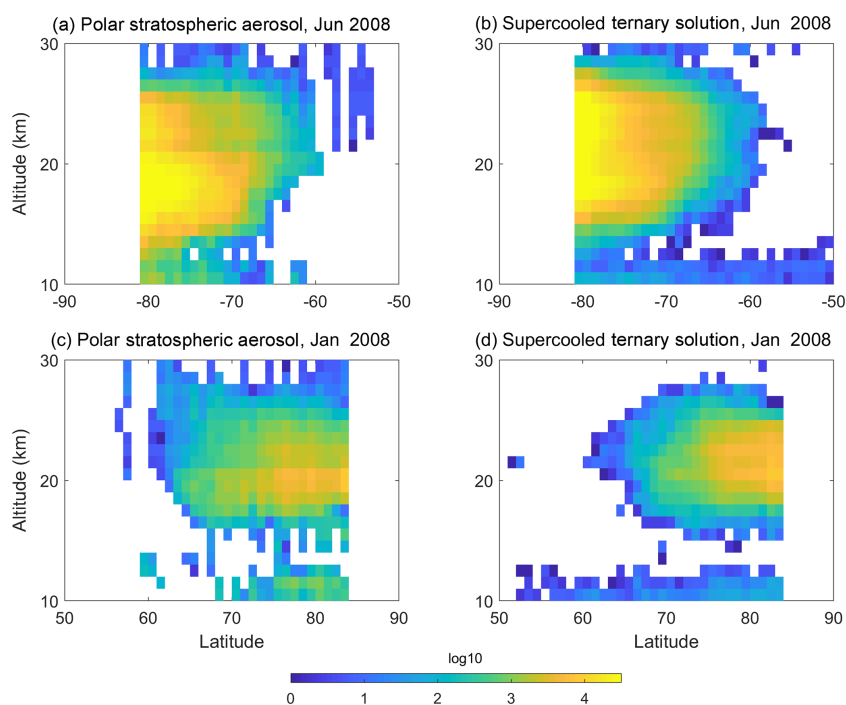 (a) Polar stratospheric aerosol, Jun 2008
(b) Supercooled ternary solution, Jun 2008
30
20
10
Altitude (km)
-90 -80 -70 -60 -50
30
20
10
-90 -80 -70 -60 -50
(c) Polar stratospheric aerosol, Jan 2008
(d) Supercooled ternary solution, Jan 2008
30
20
10
Altitude (km)
50 60 70 80 90
Latitude
30
20
10
50 60 70 80 90
Latitude
log10
0 1 2 3 4